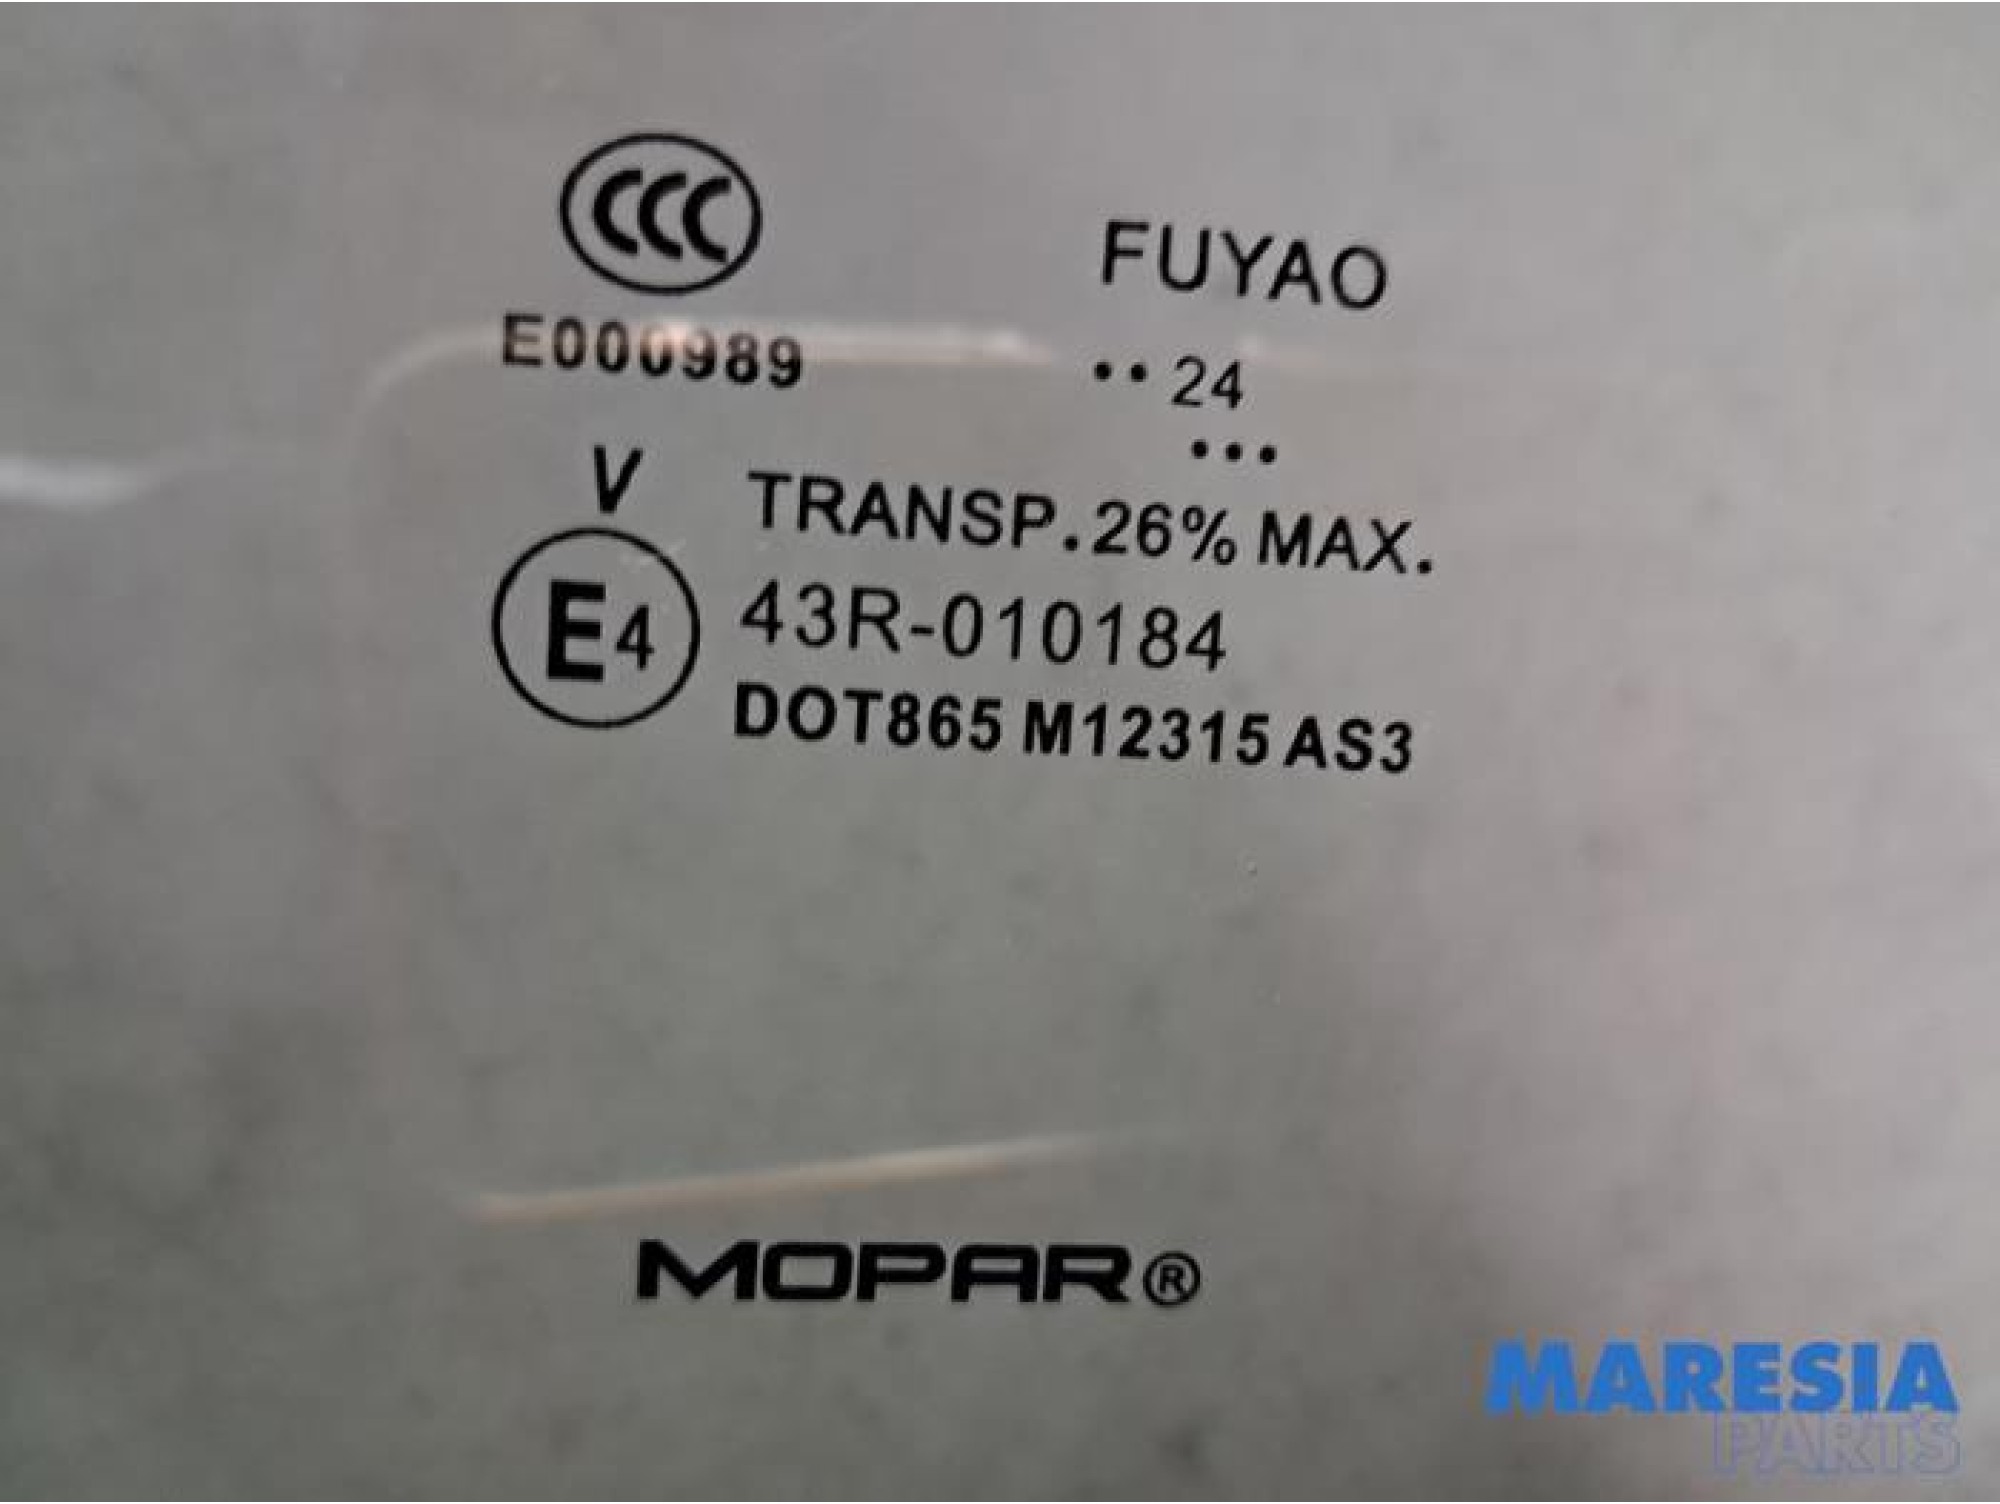 CCC
FUYAO
E000989
•• 24
•••
V
TRANSP.26% MAX.
E4
43R-010184
DOT865 M12315 AS3
MOPAR®
MARESIA
PARTS